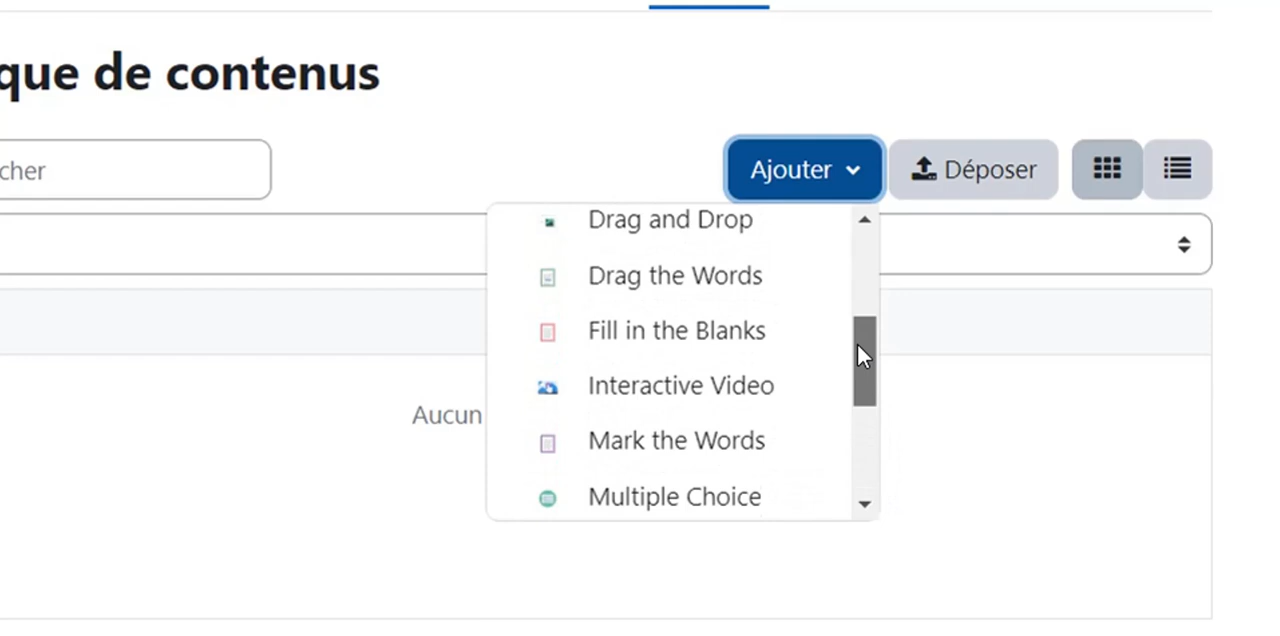 que de contenus
cher
Ajouter
Déposer
Drag and Drop
Drag the Words
Fill in the Blanks
Interactive Video
Aucun
Mark the Words
Multiple Choice